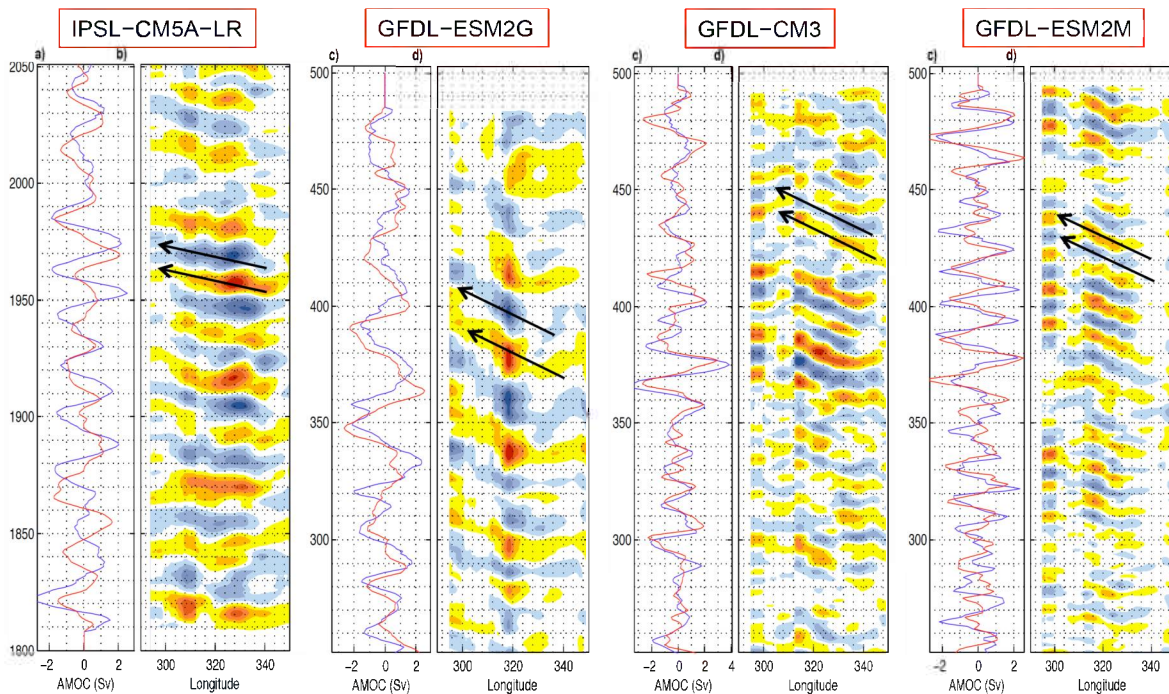 IPSL-CM5A-LR
GFDL-ESM2G
GFDL-CM3
GFDL-ESM2M
a) b)
c) d)
c) d)
c) d)
2050
2000
1950
1900
1850
1800
-2 0 2
300 320 340
AMOC (Sv) Longitude
500
450
400
350
300
-2 0 2
300 320 340
AMOC (Sv) Longitude
500
450
400
350
300
-2 0 2 4
300 320 340
AMOC (Sv) Longitude
500
450
400
350
300
-2 0 2
300 320 340
AMOC (Sv) Longitude